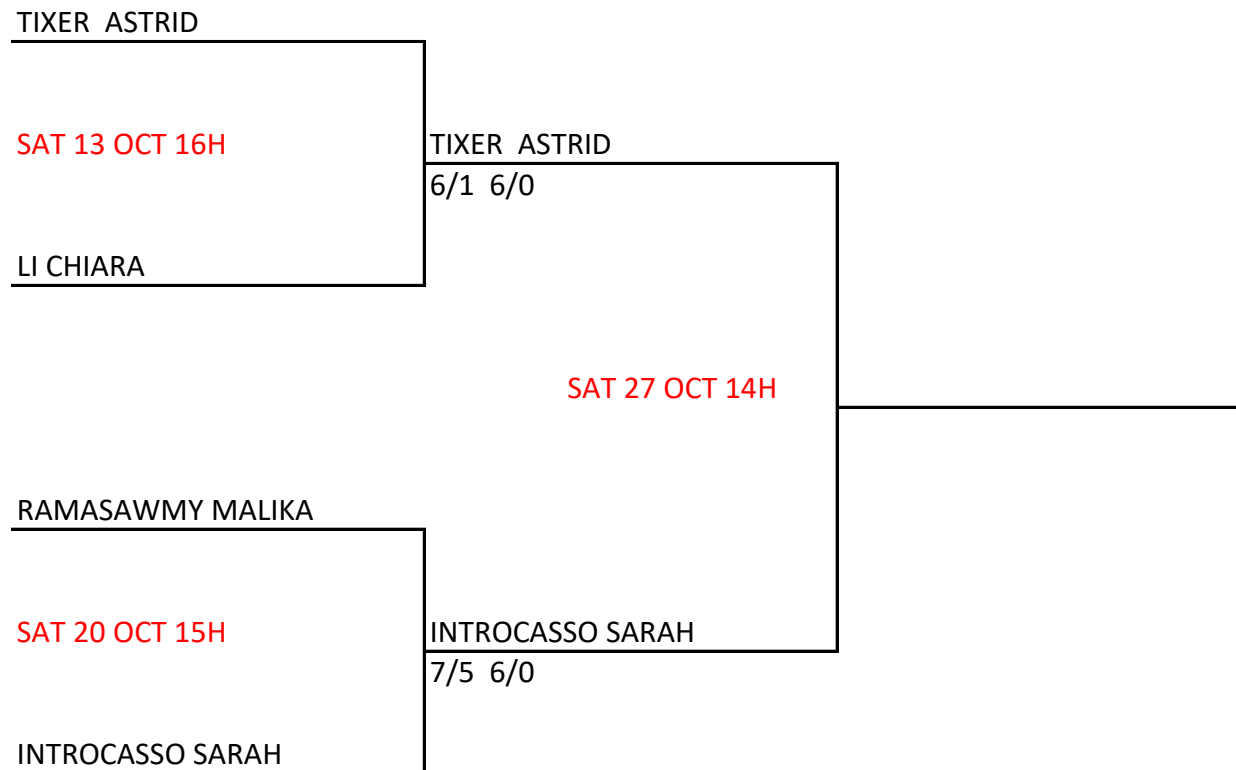 TIXER  ASTRID
SAT 13 OCT 16H
TIXER  ASTRID
6/1  6/0
LI CHIARA
SAT 27 OCT 14H
RAMASAWMY MALIKA
SAT 20 OCT 15H
INTROCASSO SARAH
7/5  6/0
INTROCASSO SARAH